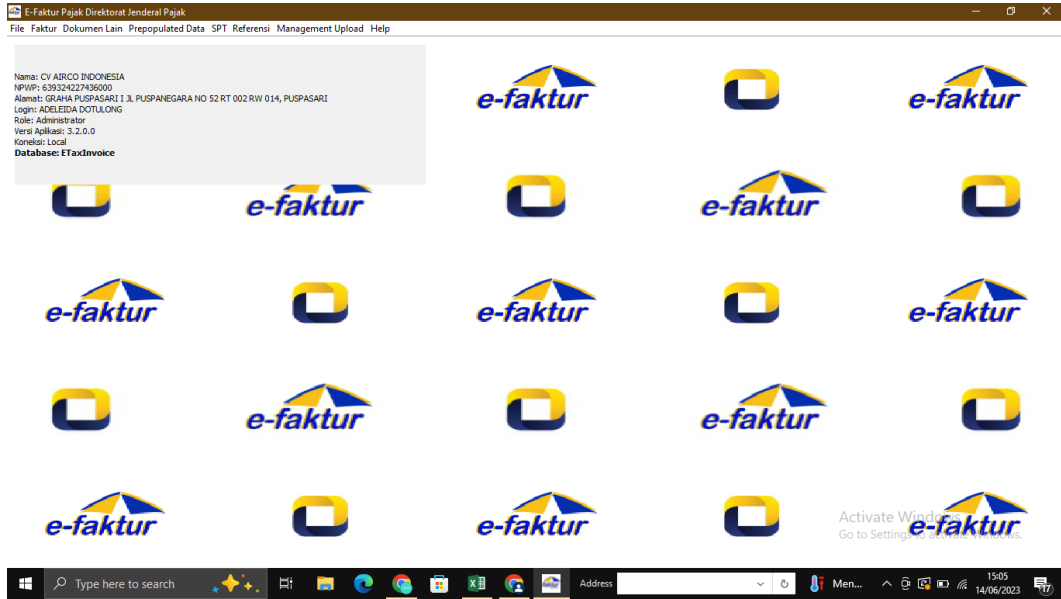 E-Faktur Pajak Direktorat Jenderal Pajak
File Faktur Dokumen Lain Prepopulated Data SPT Referensi Management Upload Help
Nama: CV AIRCO INDONESIA
NPWP: 639324227436000
Alamat: GRAHA PUSPASARI I JL PUSPANEGARA NO 52 RT 002 RW 014, PUSPASARI
Login: ADELEIDA DOTULONG
Role: Administrator
Versi Aplikasi: 3.2.0.0
Koneksi: Local
Database: ETaxInvoice
e-faktur
e-faktur
e-faktur
e-faktur
e-faktur
e-faktur
e-faktur
e-faktur
e-faktur
e-faktur
e-faktur
e-faktur
Activate Windows
Go to Settings to activate Windows.
Type here to search
Address
Men...
15:05
14/06/2023
17